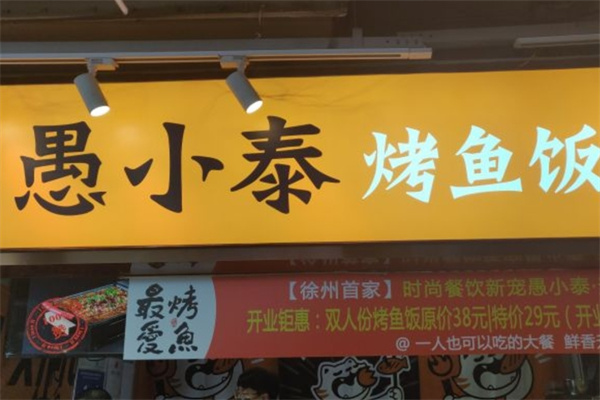 愚小泰 烤鱼饭
最爱烤魚
【徐州首家】时尚餐饮新宠愚小泰·
开业钜惠：双人份烤鱼饭原价38元|特价29元（开业
@ 一人也可以吃的大餐 鲜香